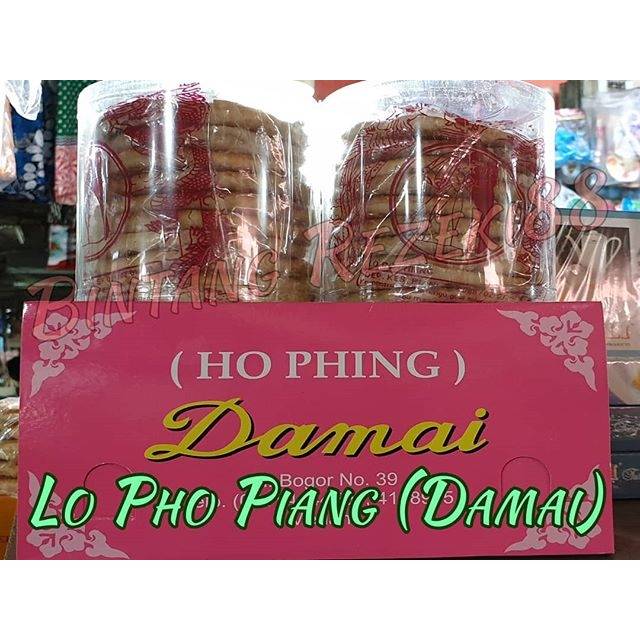 BINTANG REZEKI88
( HO PHING )
Damai
Bogor No. 39
LO PHO PIANG (DAMAI)